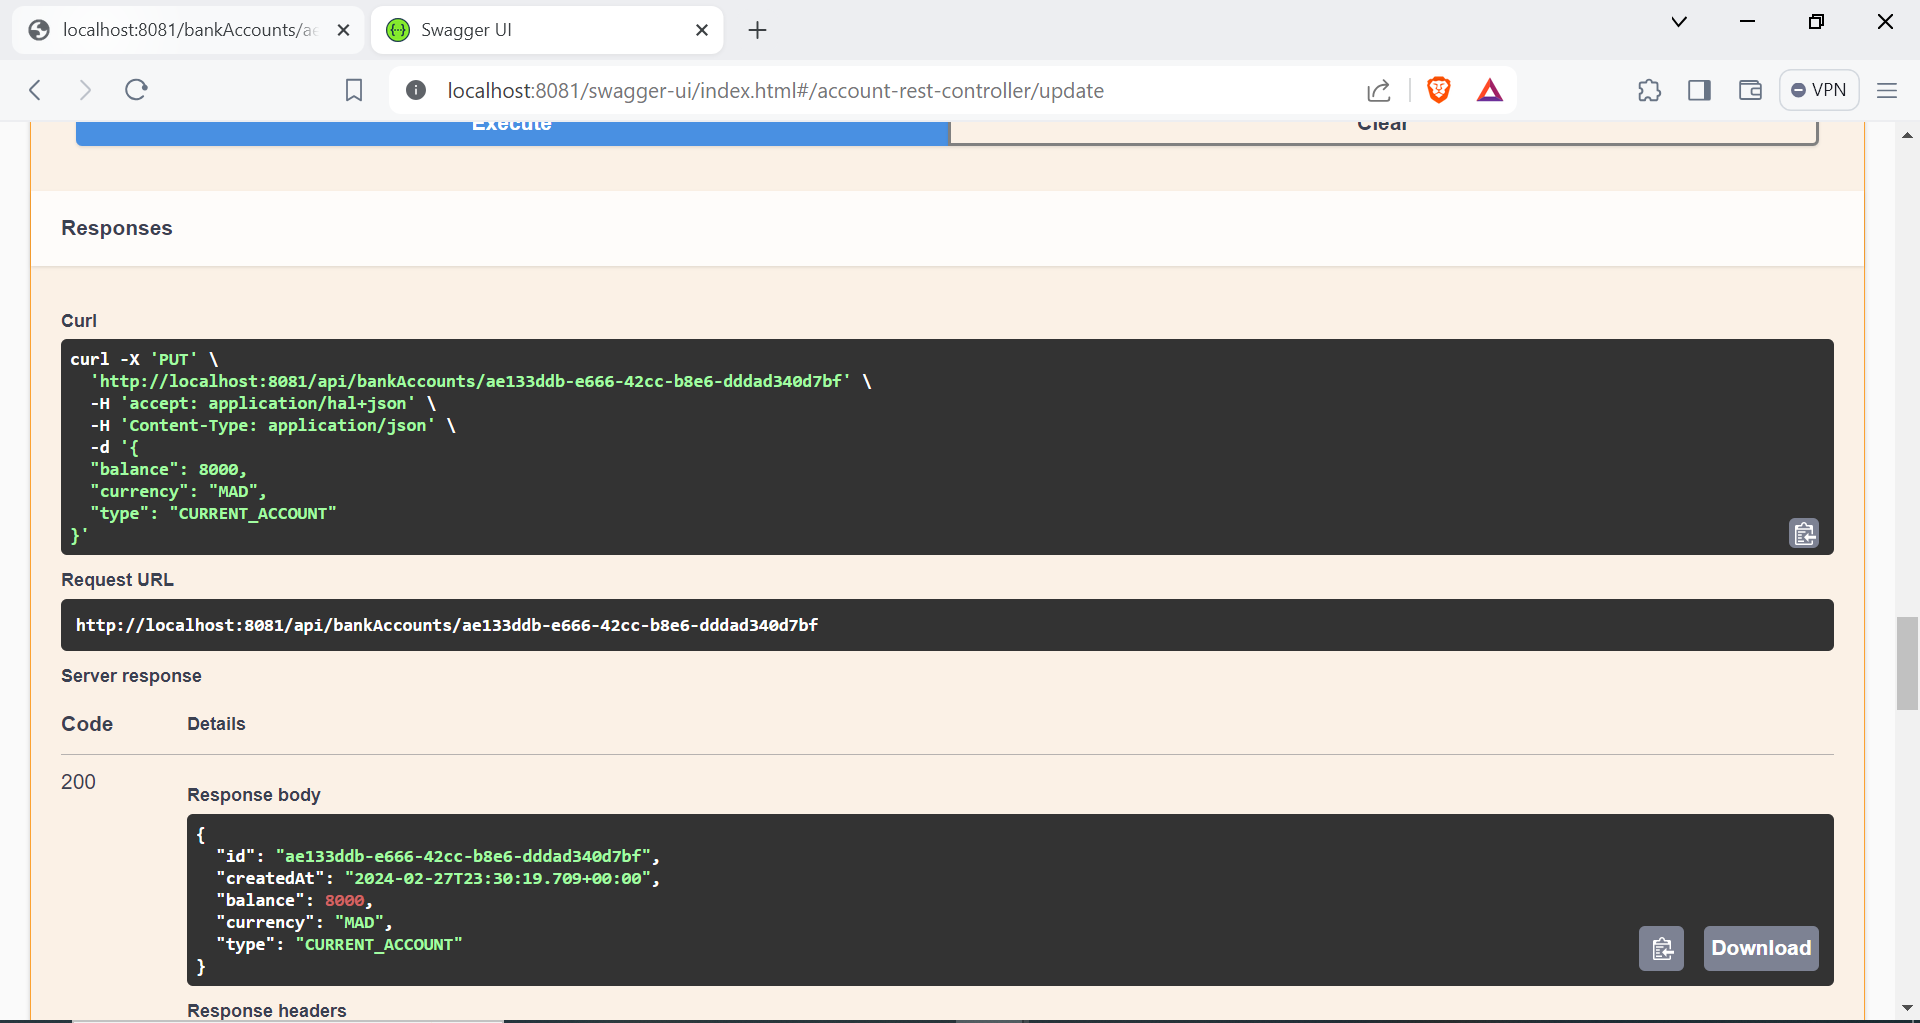 localhost:8081/bankAccounts/ae
Swagger UI
localhost:8081/swagger-ui/index.html#/account-rest-controller/update
VPN
Execute
Clear
Responses
Curl
curl -X 'PUT' \
'http://localhost:8081/api/bankAccounts/ae133ddb-e666-42cc-b8e6-dddad340d7bf' \
-H 'accept: application/hal+json' \
-H 'Content-Type: application/json' \
-d '{
"balance": 8000,
"currency": "MAD",
"type": "CURRENT_ACCOUNT"
}'
Request URL
http://localhost:8081/api/bankAccounts/ae133ddb-e666-42cc-b8e6-dddad340d7bf
Server response
Code Details
200
Response body
{
"id": "ae133ddb-e666-42cc-b8e6-dddad340d7bf",
"createdAt": "2024-02-27T23:30:19.709+00:00",
"balance": 8000,
"currency": "MAD",
"type": "CURRENT_ACCOUNT"
}
Download
Response headers